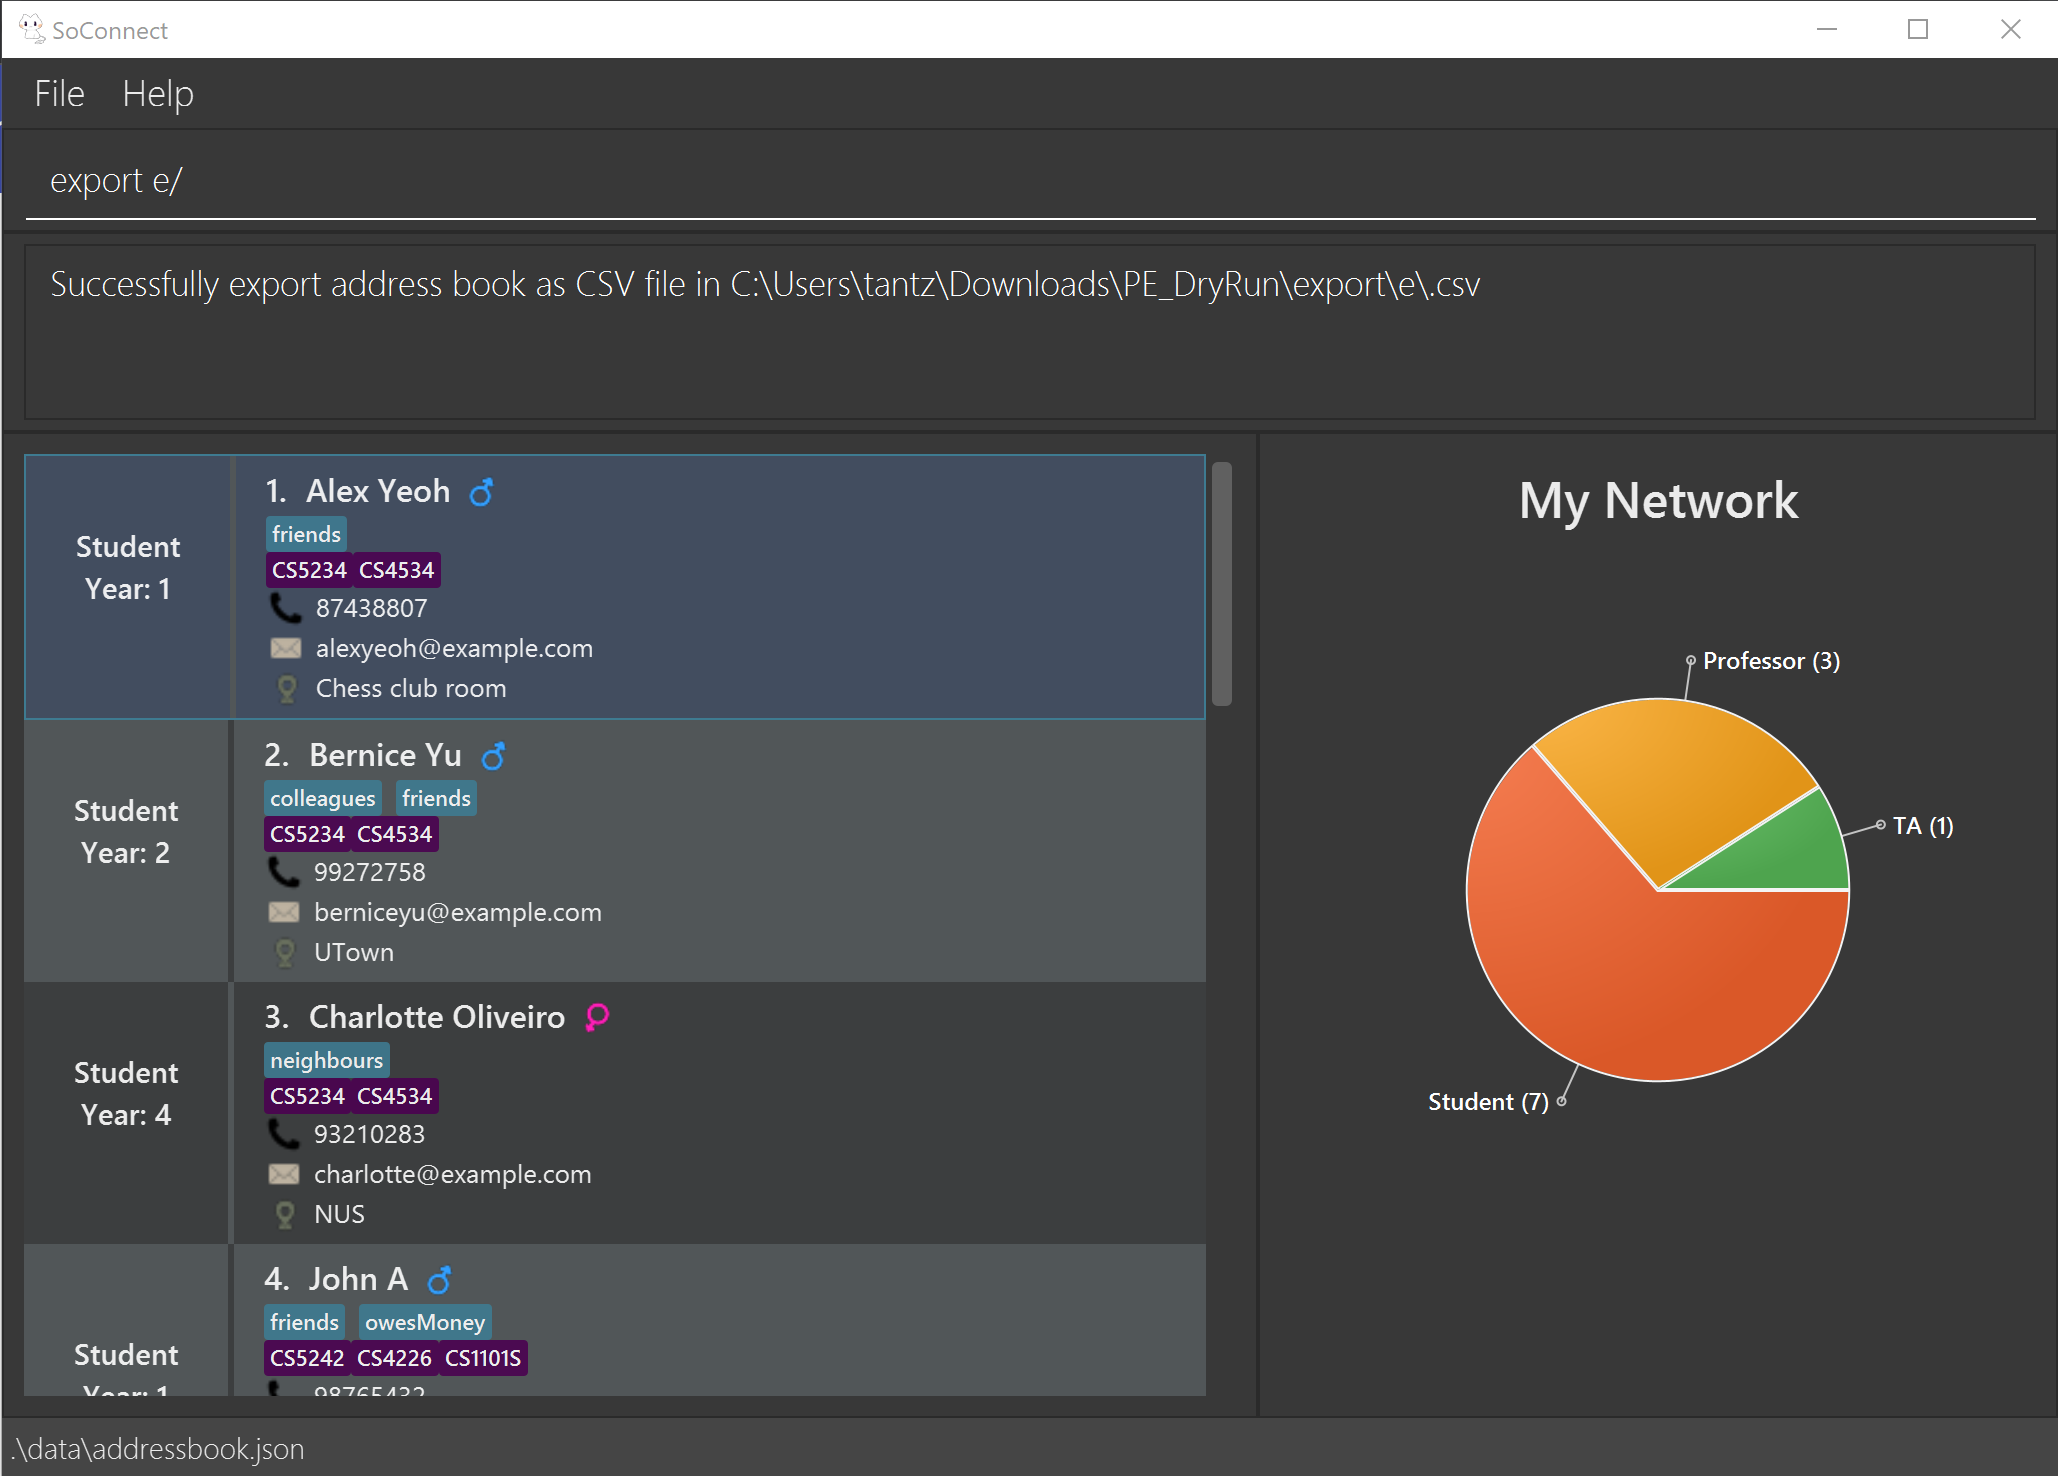 SoConnect
File Help
export e/
Successfully export address book as CSV file in C:\Users\tantz\Downloads\PE_DryRun\export\e\.csv
Student
Year: 1
1. Alex Yeoh
friends
CS5234 CS4534
87438807
alexyeoh@example.com
Chess club room
Student
Year: 2
2. Bernice Yu
colleagues friends
CS5234 CS4534
99272758
berniceyu@example.com
UTown
Student
Year: 4
3. Charlotte Oliveiro
neighbours
CS5234 CS4534
93210283
charlotte@example.com
NUS
Student
Year: 1
4. John A
friends owesMoney
CS5242 CS4226 CS1101S
98765432
My Network
Professor (3)
TA (1)
Student (7)
.\data\addressbook.json